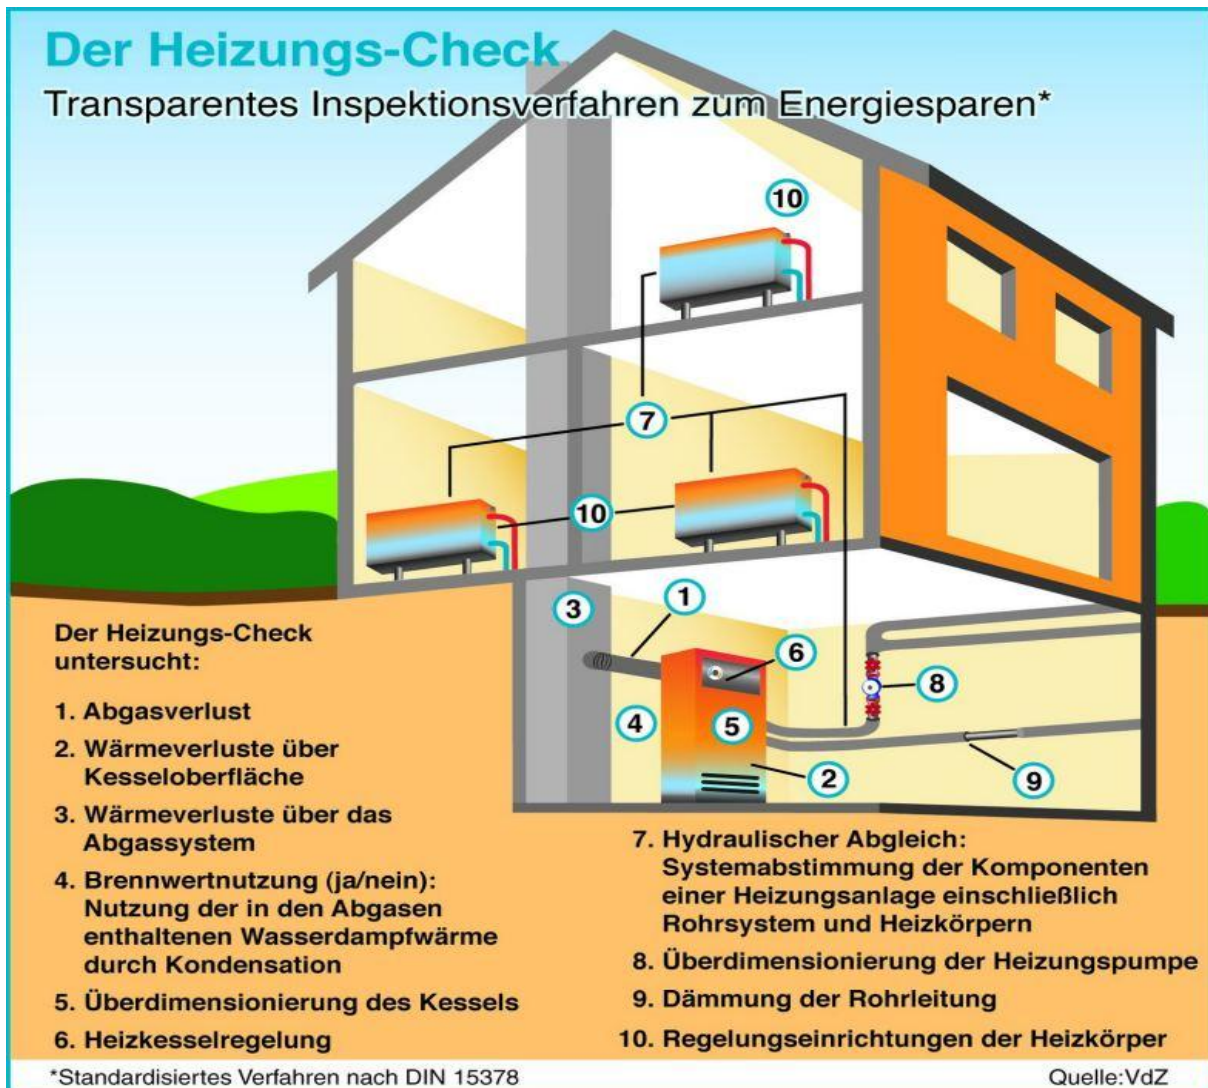 Der Heizungs-Check
Transparentes Inspektionsverfahren zum Energiesparen*
10
7
10
3
1
6
8
4
5
2
9
Der Heizungs-Check
untersucht:
1. Abgasverlust
2. Wärmeverluste über
Kesseloberfläche
3. Wärmeverluste über das
Abgassystem
4. Brennwertnutzung (ja/nein):
Nutzung der in den Abgasen
enthaltenen Wasserdampfwärme
durch Kondensation
5. Überdimensionierung des Kessels
6. Heizkesselregelung
7. Hydraulischer Abgleich:
Systemabstimmung der Komponenten
einer Heizungsanlage einschließlich
Rohrsystem und Heizkörpern
8. Überdimensionierung der Heizungspumpe
9. Dämmung der Rohrleitung
10. Regelungseinrichtungen der Heizkörper
*Standardisiertes Verfahren nach DIN 15378
Quelle:VdZ